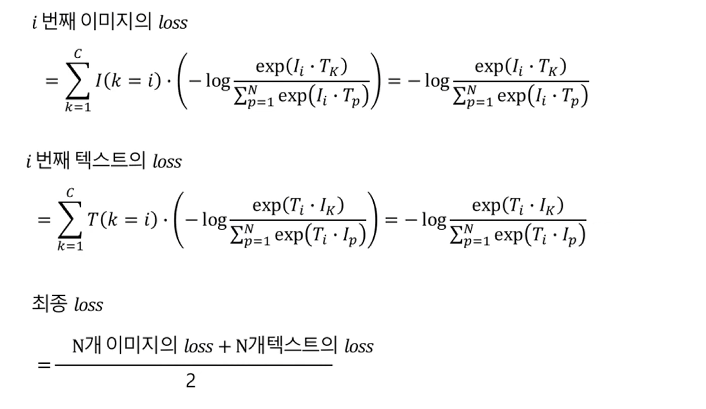 i 번째 이미지의 loss
= \sum_{k=1}^{C} I(k = i) \cdot \left( -\log \frac{\exp(I_i \cdot T_K)}{\sum_{p=1}^{N} \exp(I_i \cdot T_p)} \right) = -\log \frac{\exp(I_i \cdot T_K)}{\sum_{p=1}^{N} \exp(I_i \cdot T_p)}
i 번째 텍스트의 loss
= \sum_{k=1}^{C} T(k = i) \cdot \left( -\log \frac{\exp(T_i \cdot I_K)}{\sum_{p=1}^{N} \exp(T_i \cdot I_p)} \right) = -\log \frac{\exp(T_i \cdot I_K)}{\sum_{p=1}^{N} \exp(T_i \cdot I_p)}
최종 loss
= \frac{N개 이미지의 loss + N개텍스트의 loss}{2}